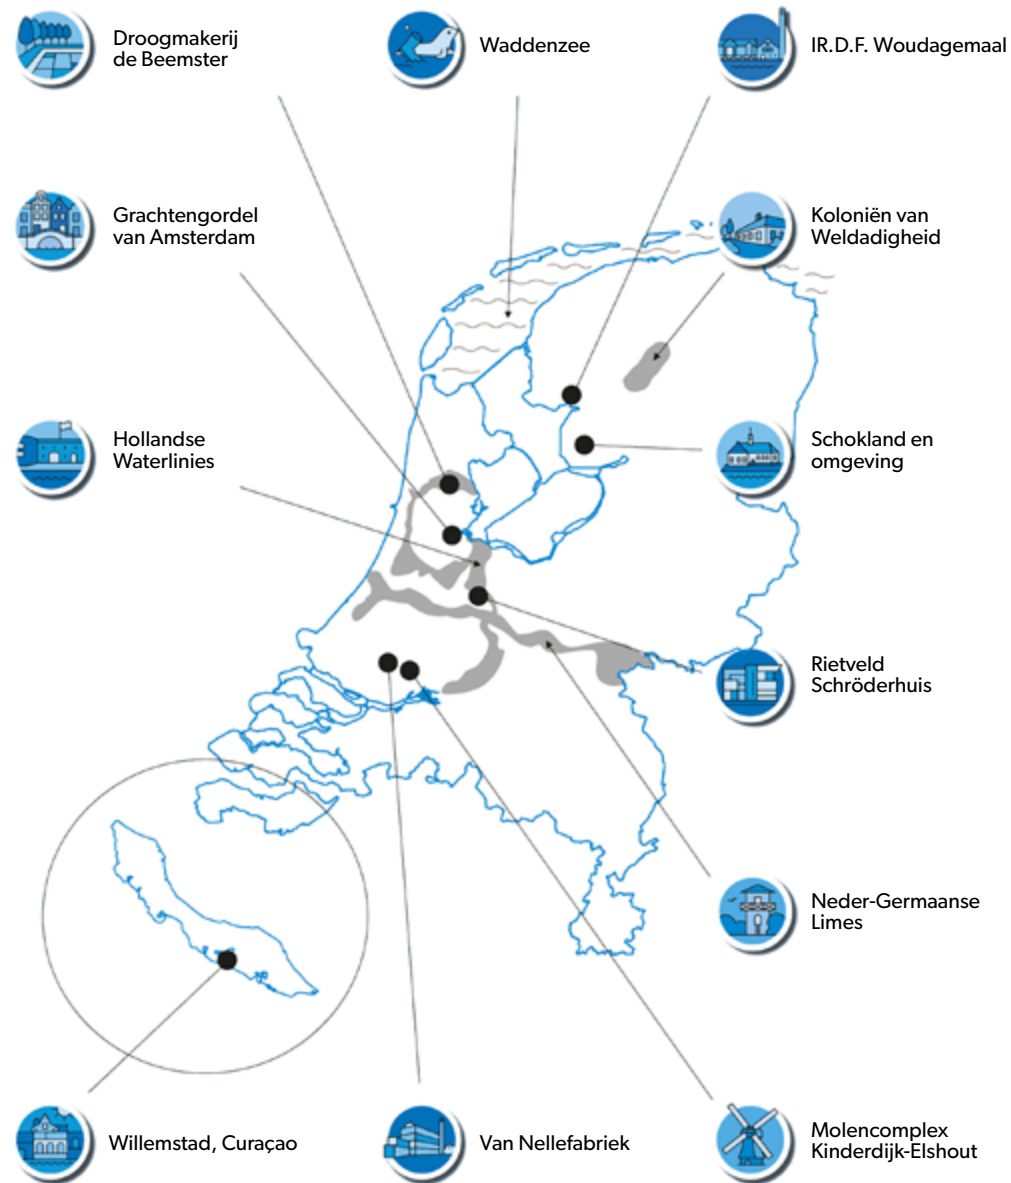 Droogmakerij
de Beemster
Waddenzee
IR.D.F. Woudagemaal
Grachtengordel
van Amsterdam
Koloniën van
Weldadigheid
Hollandse
Waterlinies
Schokland en
omgeving
Rietveld
Schröderhuis
Neder-Germaanse
Limes
Willemstad, Curaçao
Van Nellefabriek
Molencomplex
Kinderdijk-Elshout